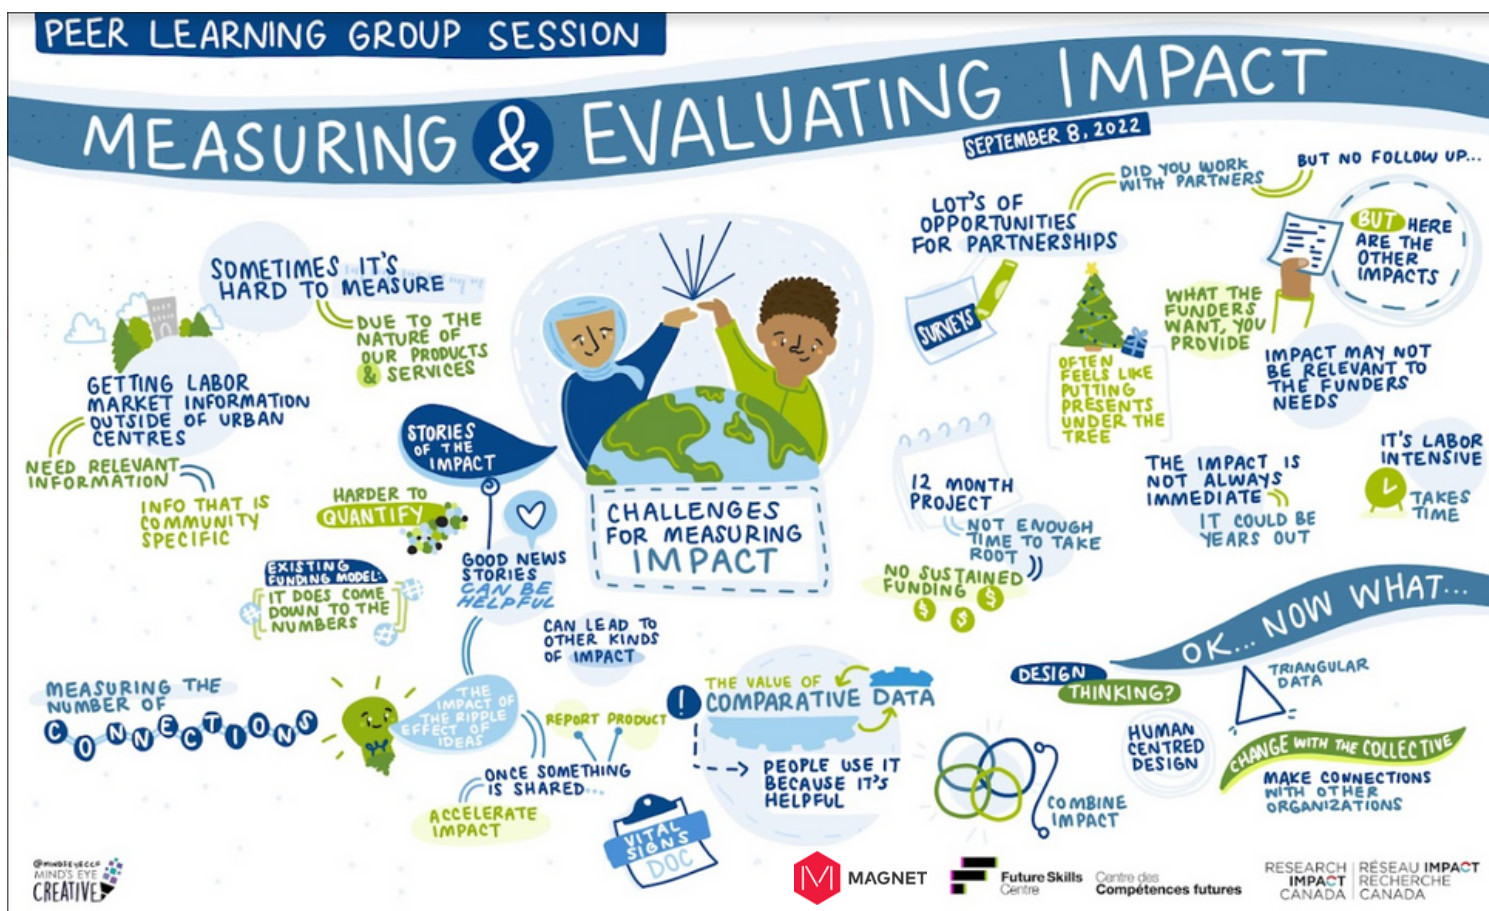 PEER LEARNING GROUP SESSION
MEASURING & EVALUATING IMPACT
SEPTEMBER 8, 2022
SOMETIMES IT'S
HARD TO MEASURE
DUE TO THE
NATURE OF
OUR PRODUCTS
& SERVICES
GETTING LABOR
MARKET INFORMATION
OUTSIDE OF URBAN
CENTRES
NEED RELEVANT
INFORMATION
INFO THAT IS
COMMUNITY
SPECIFIC
STORIES
OF THE
IMPACT
HARDER TO
QUANTIFY
GOOD NEWS
STORIES
CAN BE
HELPFUL
EXISTING
FUNDING MODEL:
IT DOES COME
DOWN TO THE
NUMBERS
#
#
#
CAN LEAD TO
OTHER KINDS
OF IMPACT
MEASURING THE
NUMBER OF
CONNECTIONS
THE
IMPACT OF
THE RIPPLE
EFFECT OF
IDEAS
REPORT PRODUCT
ONCE SOMETHING
IS SHARED...
ACCELERATE
IMPACT
VITAL
SIGNS
DOC
CHALLENGES
FOR MEASURING
IMPACT
! THE VALUE OF
COMPARATIVE DATA
PEOPLE USE IT
BECAUSE IT'S
HELPFUL
LOT'S OF
OPPORTUNITIES
FOR PARTNERSHIPS
DID YOU WORK
WITH PARTNERS
BUT NO FOLLOW UP...
SURVEYS
OFTEN
FEELS LIKE
PUTTING
PRESENTS
UNDER THE
TREE
WHAT THE
FUNDERS
WANT, YOU
PROVIDE
BUT HERE
ARE THE
OTHER
IMPACTS
IMPACT MAY NOT
BE RELEVANT TO
THE FUNDERS
NEEDS
12 MONTH
PROJECT
NOT ENOUGH
TIME TO TAKE
ROOT
NO SUSTAINED
FUNDING
$ $ $
THE IMPACT IS
NOT ALWAYS
IMMEDIATE
IT COULD BE
YEARS OUT
IT'S LABOR
INTENSIVE
TAKES
TIME
OK... NOW WHAT...
DESIGN
THINKING?
TRIANGULAR
DATA
HUMAN
CENTRED
DESIGN
CHANGE WITH THE COLLECTIVE
MAKE CONNECTIONS
WITH OTHER
ORGANIZATIONS
COMBINE
IMPACT
@MINDSEYECCF
MIND'S EYE
CREATIVE
M MAGNET
Future Skills
Centre
Centre des
Compétences futures
RESEARCH
IMPACT
CANADA
RÉSEAU IMPACT
RECHERCHE
CANADA